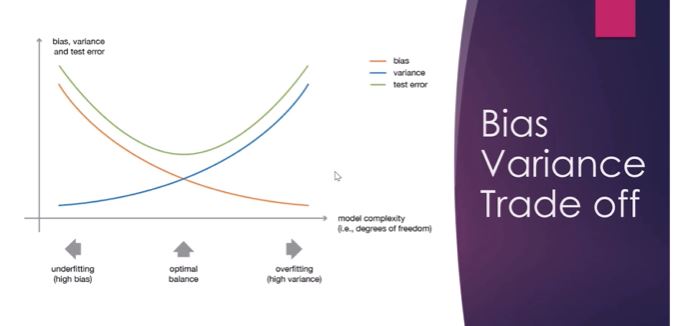 bias, variance
and test error
bias
variance
test error
model complexity
(i.e., degrees of freedom)
underfitting
(high bias)
optimal
balance
overfitting
(high variance)
Bias
Variance
Trade off